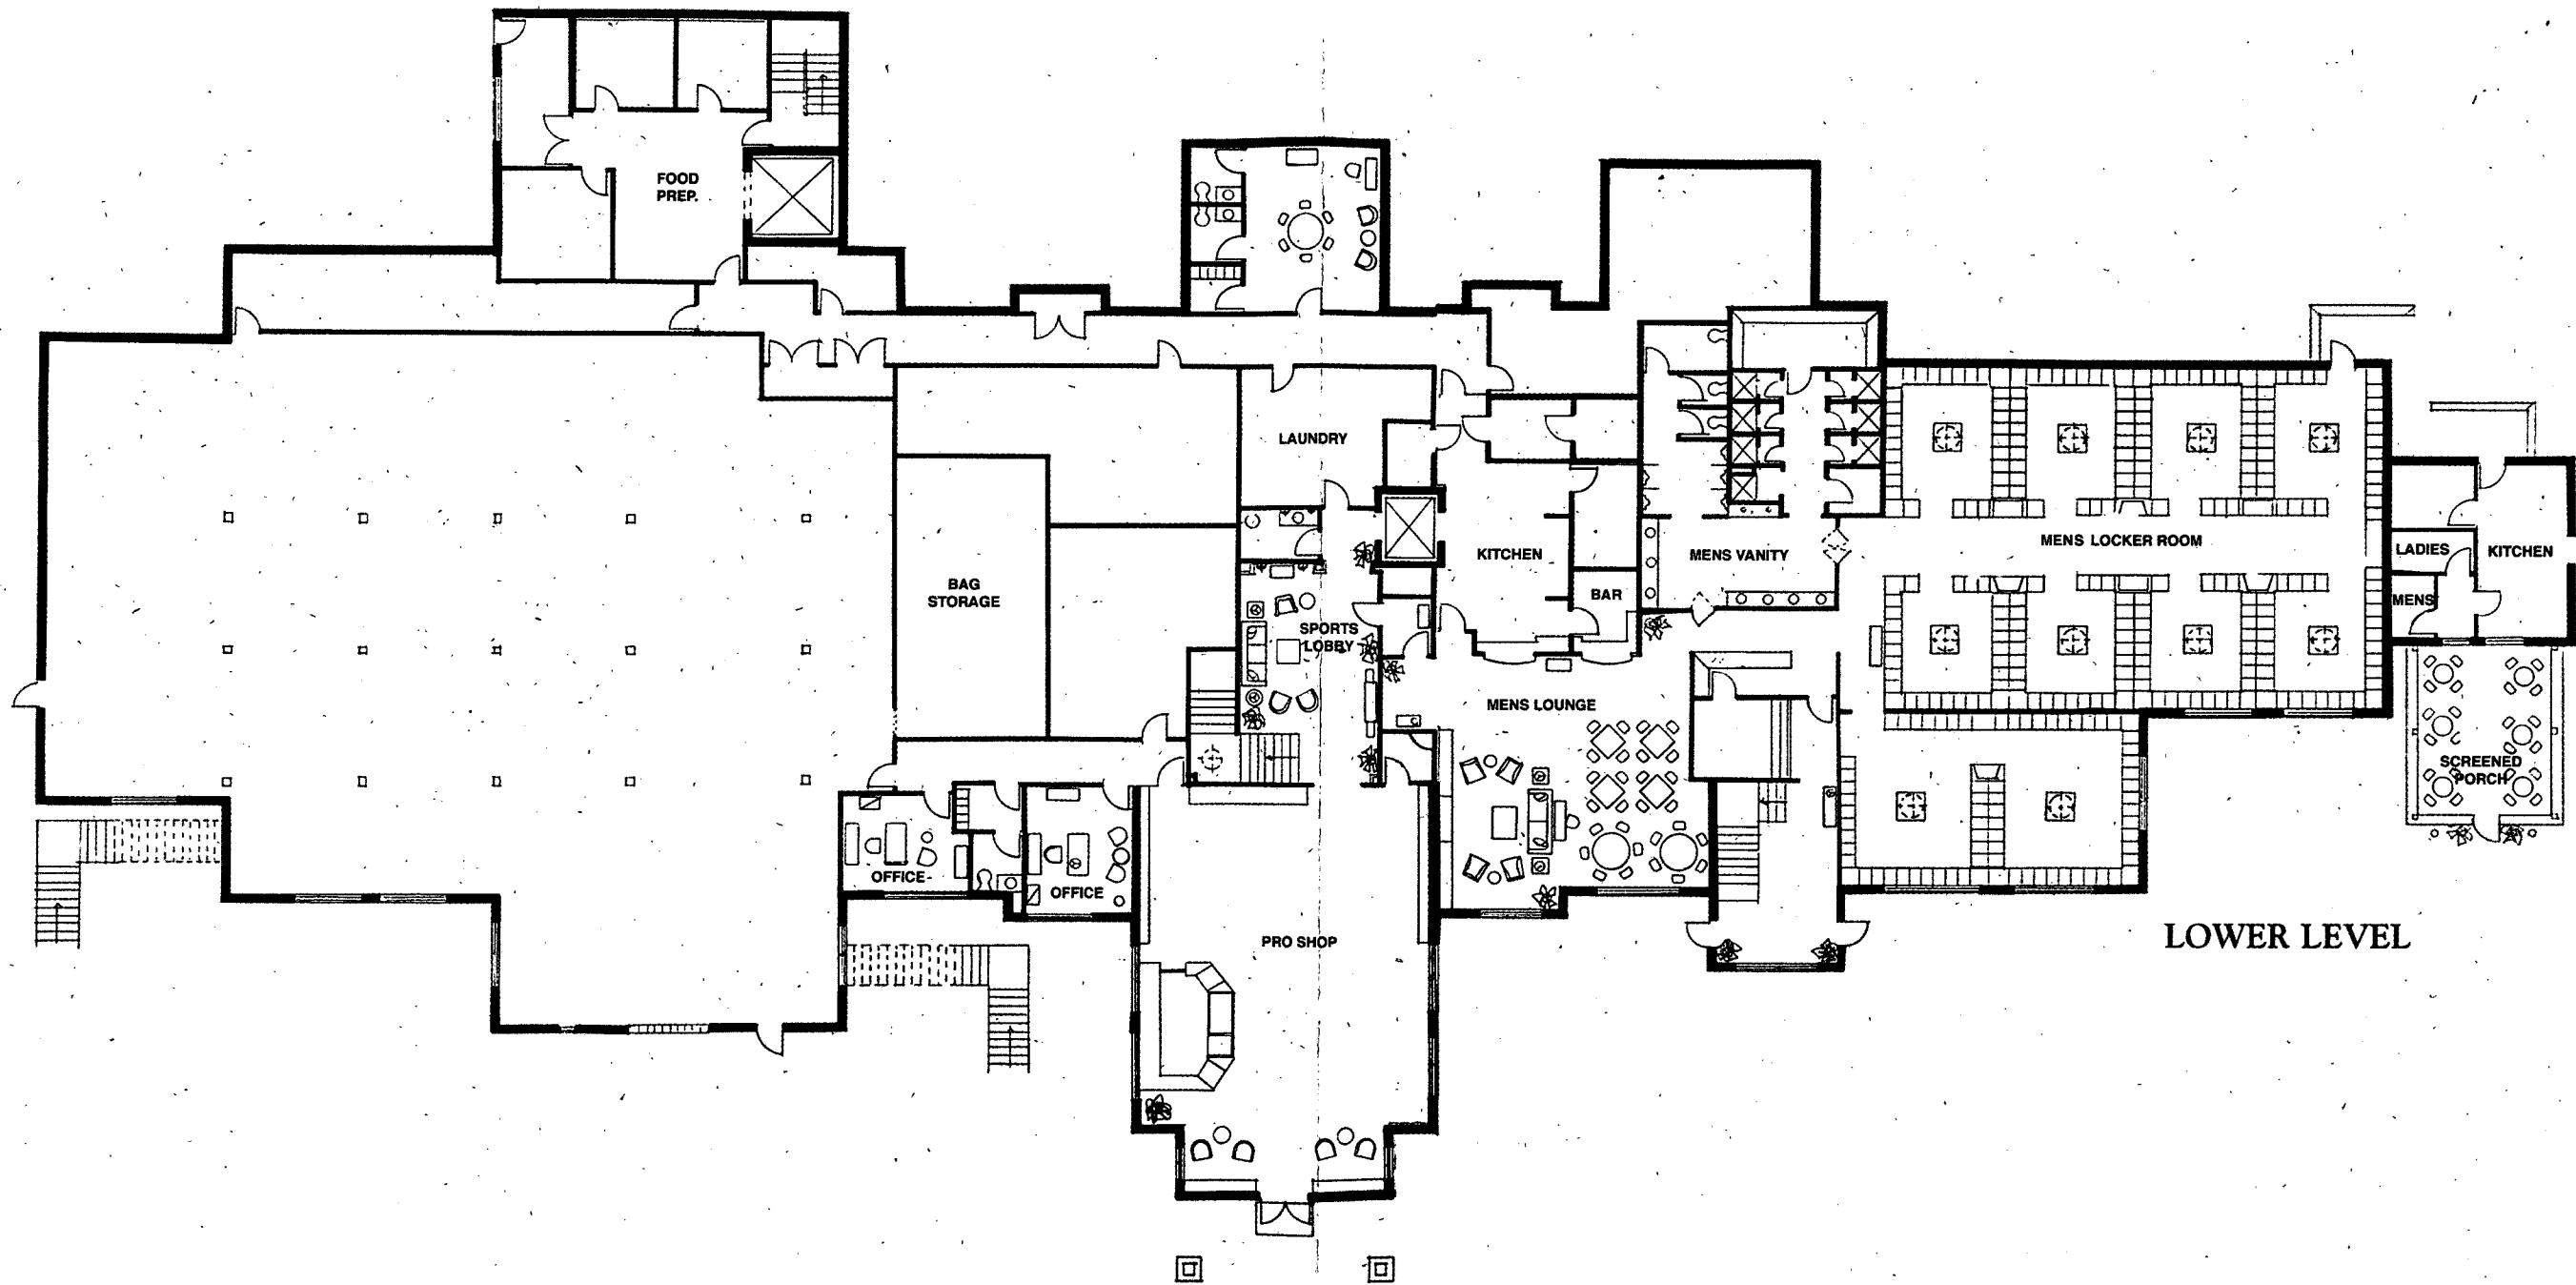 FOOD
PREP.
LAUNDRY
KITCHEN
MENS VANITY
MENS LOCKER ROOM
LADIES
KITCHEN
BAG
STORAGE
BAR
MENS
SPORTS
LOBBY
MENS LOUNGE
SCREENED
PORCH
OFFICE
OFFICE
PRO SHOP
LOWER LEVEL